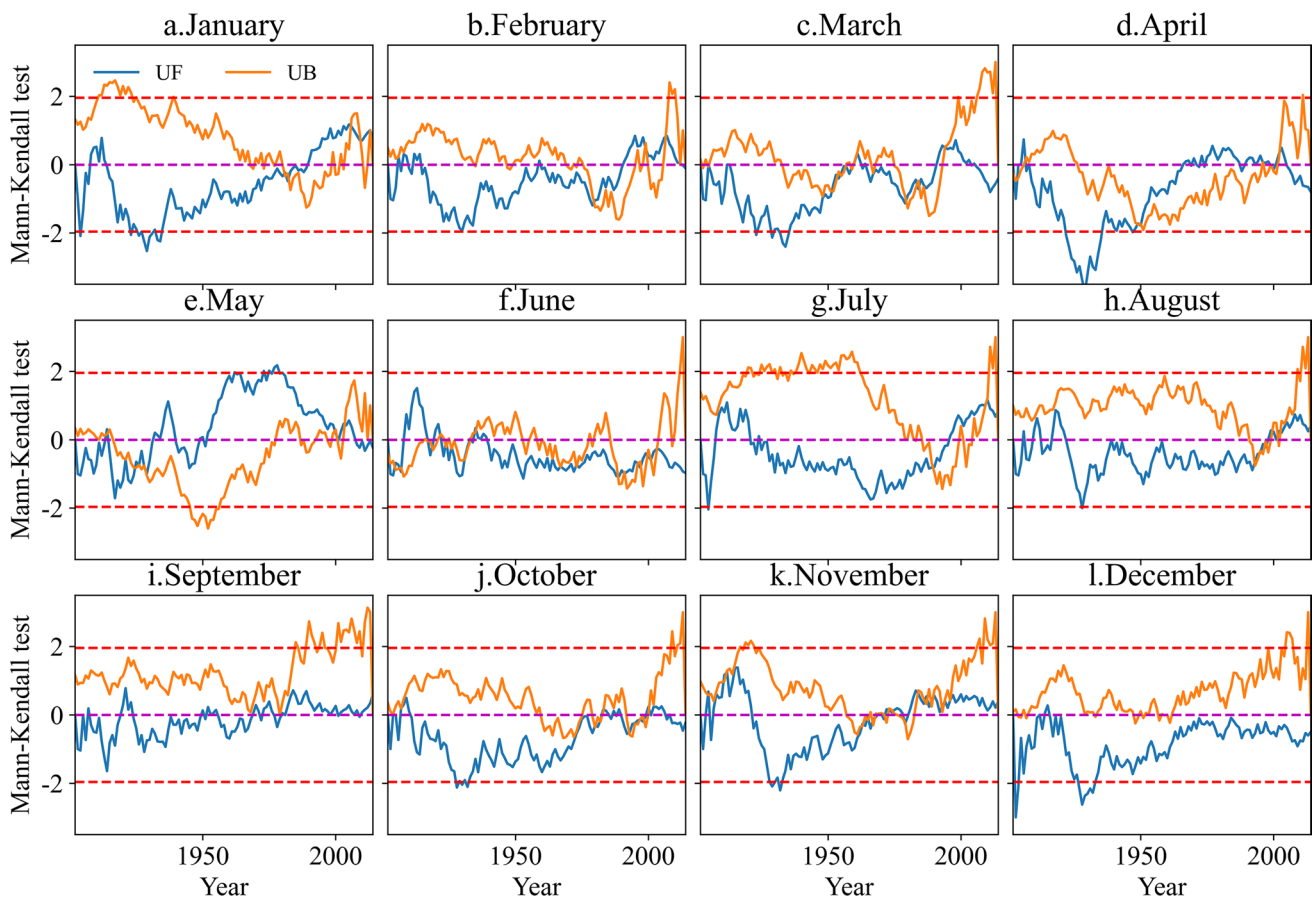 a.January
b.February
c.March
d.April
UF
UB
Mann-Kendall test
2
0
-2
e.May
f.June
g.July
h.August
Mann-Kendall test
2
0
-2
i.September
j.October
k.November
l.December
Mann-Kendall test
2
0
-2
1950
2000
1950
2000
1950
2000
1950
2000
Year
Year
Year
Year